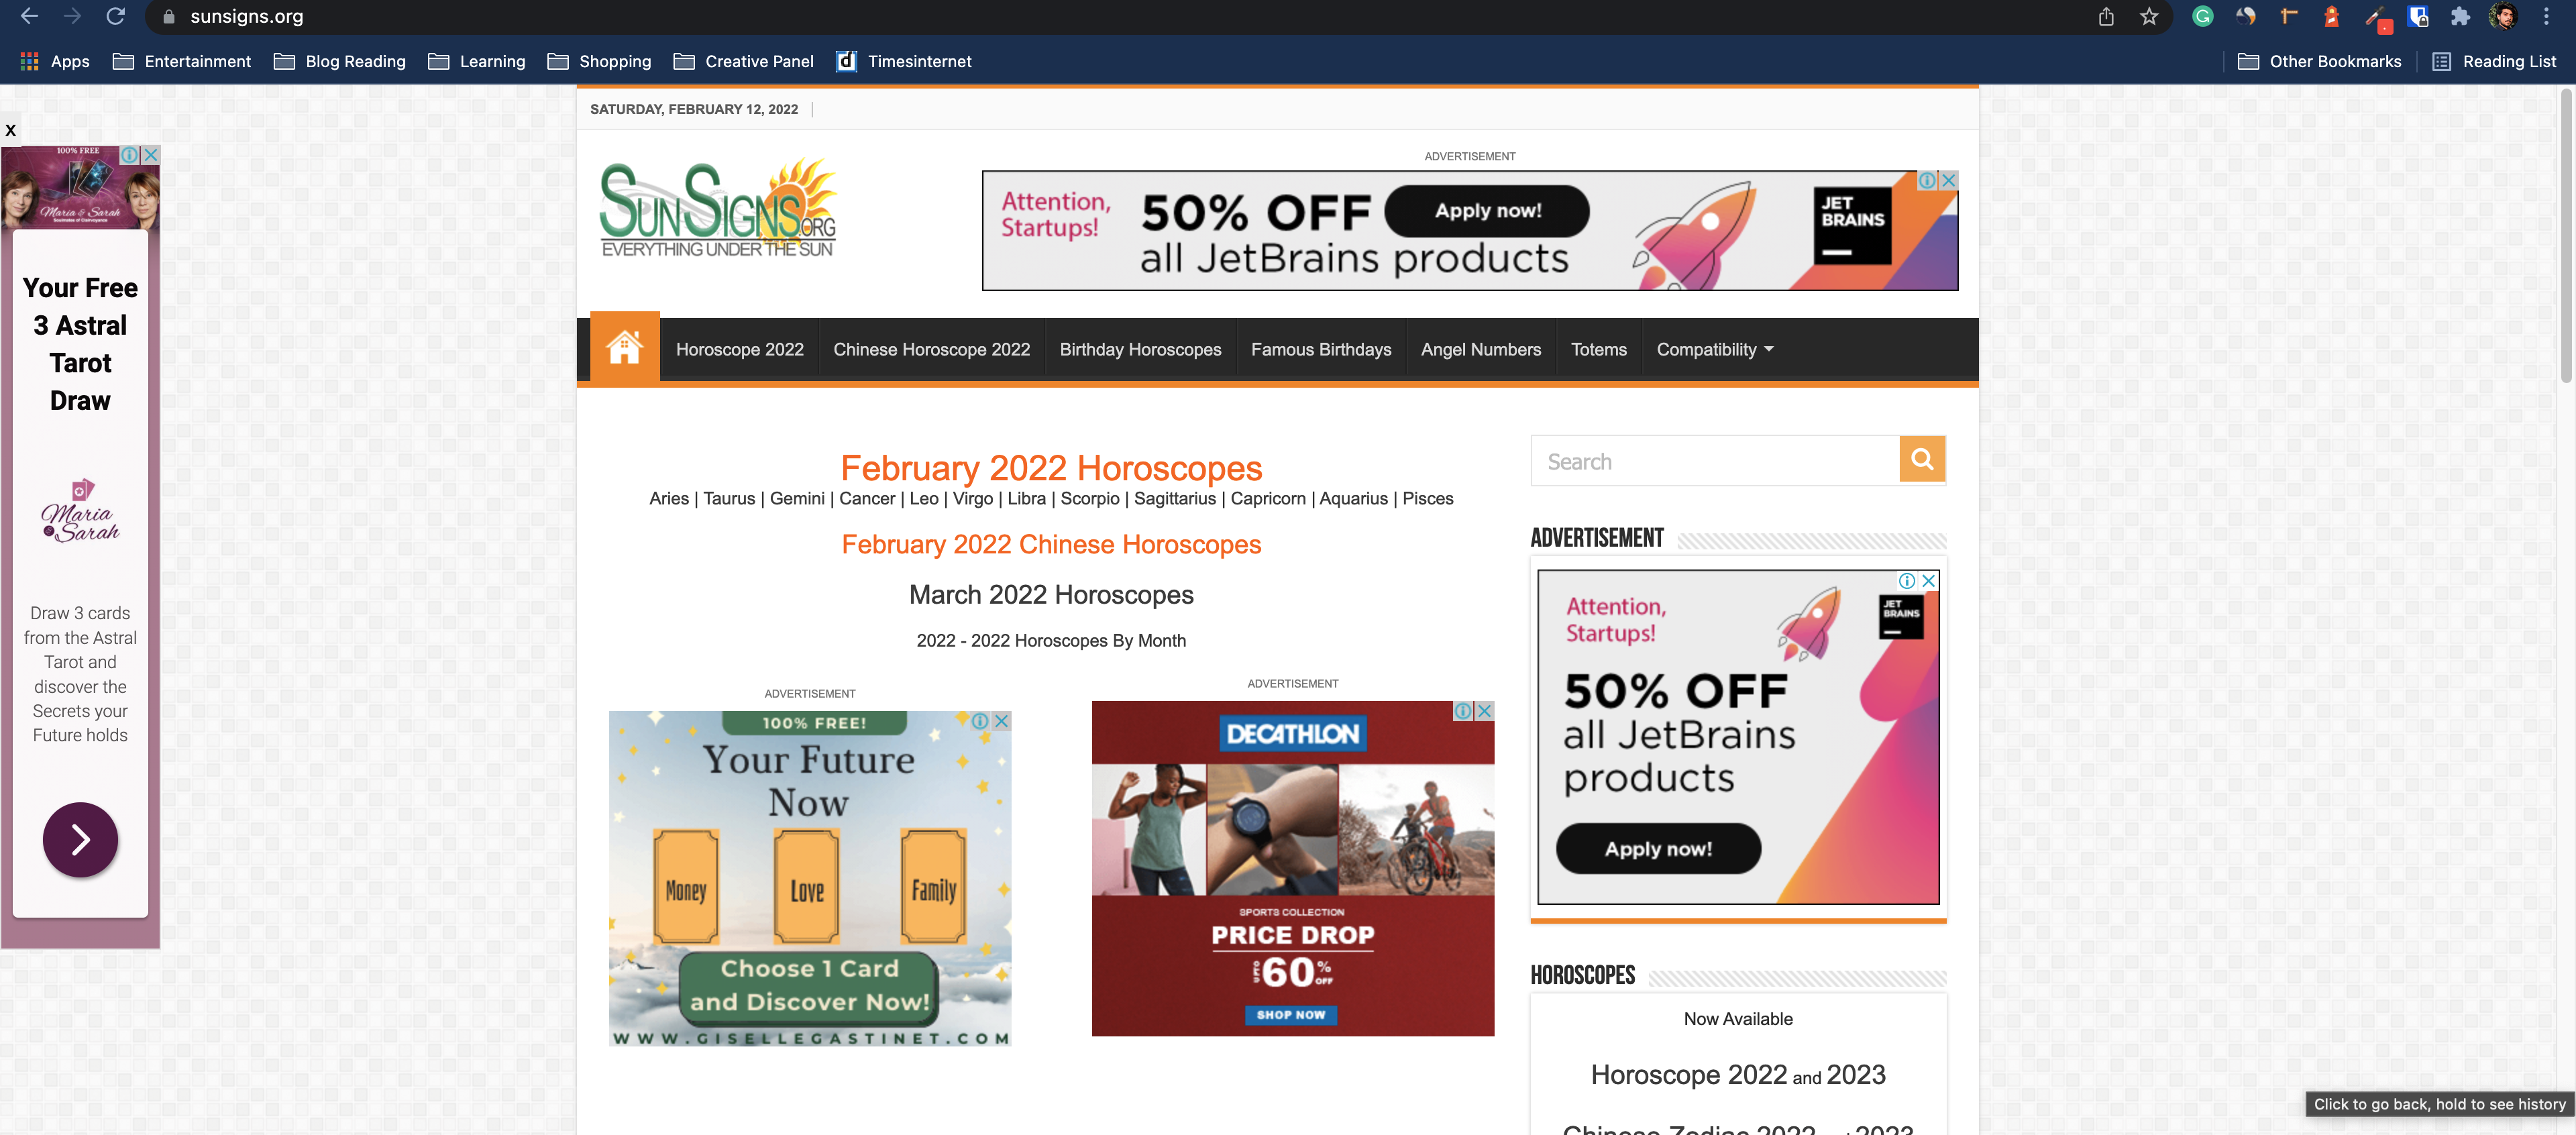 sunsigns.org
Apps
Entertainment
Blog Reading
Learning
Shopping
Creative Panel
Timesinternet
Other Bookmarks
Reading List
SATURDAY, FEBRUARY 12, 2022
X
100% FREE
Maria & Sarah
Your Free
3 Astral
Tarot
Draw
Maria
Sarah
Draw 3 cards
from the Astral
Tarot and
discover the
Secrets your
Future holds
SUNSIGNS.ORG
EVERYTHING UNDER THE SUN
ADVERTISEMENT
Attention,
Startups!
50% OFF
Apply now!
all JetBrains products
JET
BRAINS
Horoscope 2022
Chinese Horoscope 2022
Birthday Horoscopes
Famous Birthdays
Angel Numbers
Totems
Compatibility
February 2022 Horoscopes
Aries | Taurus | Gemini | Cancer | Leo | Virgo | Libra | Scorpio | Sagittarius | Capricorn | Aquarius | Pisces
February 2022 Chinese Horoscopes
March 2022 Horoscopes
2022 - 2022 Horoscopes By Month
ADVERTISEMENT
100% FREE!
Your Future
Now
Money
Love
Family
Choose 1 Card
and Discover Now!
WWW.GISELLEGASTINET.COM
ADVERTISEMENT
DECATHLON
SPORTS COLLECTION
PRICE DROP
60% OFF
SHOP NOW
Search
ADVERTISEMENT
Attention,
Startups!
JET
BRAINS
50% OFF
all JetBrains
products
Apply now!
HOROSCOPES
Now Available
Horoscope 2022 and 2023
Chinese Zodiac 2022 and 2023
Click to go back, hold to see history